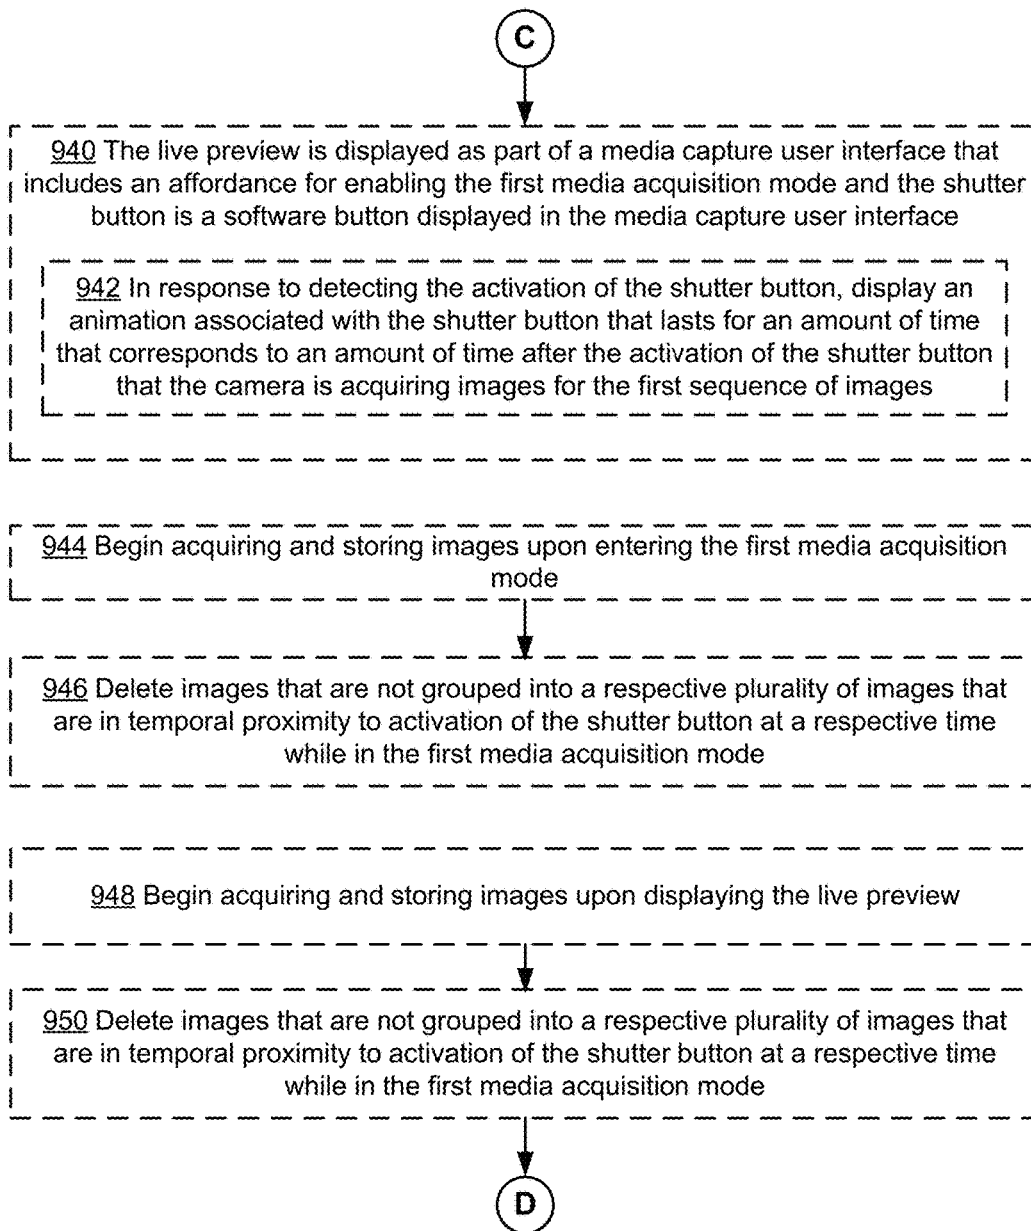 C
940 The live preview is displayed as part of a media capture user interface that
includes an affordance for enabling the first media acquisition mode and the shutter
button is a software button displayed in the media capture user interface
942 In response to detecting the activation of the shutter button, display an
animation associated with the shutter button that lasts for an amount of time
that corresponds to an amount of time after the activation of the shutter button
that the camera is acquiring images for the first sequence of images
944 Begin acquiring and storing images upon entering the first media acquisition
mode
946 Delete images that are not grouped into a respective plurality of images that
are in temporal proximity to activation of the shutter button at a respective time
while in the first media acquisition mode
948 Begin acquiring and storing images upon displaying the live preview
950 Delete images that are not grouped into a respective plurality of images that
are in temporal proximity to activation of the shutter button at a respective time
while in the first media acquisition mode
D